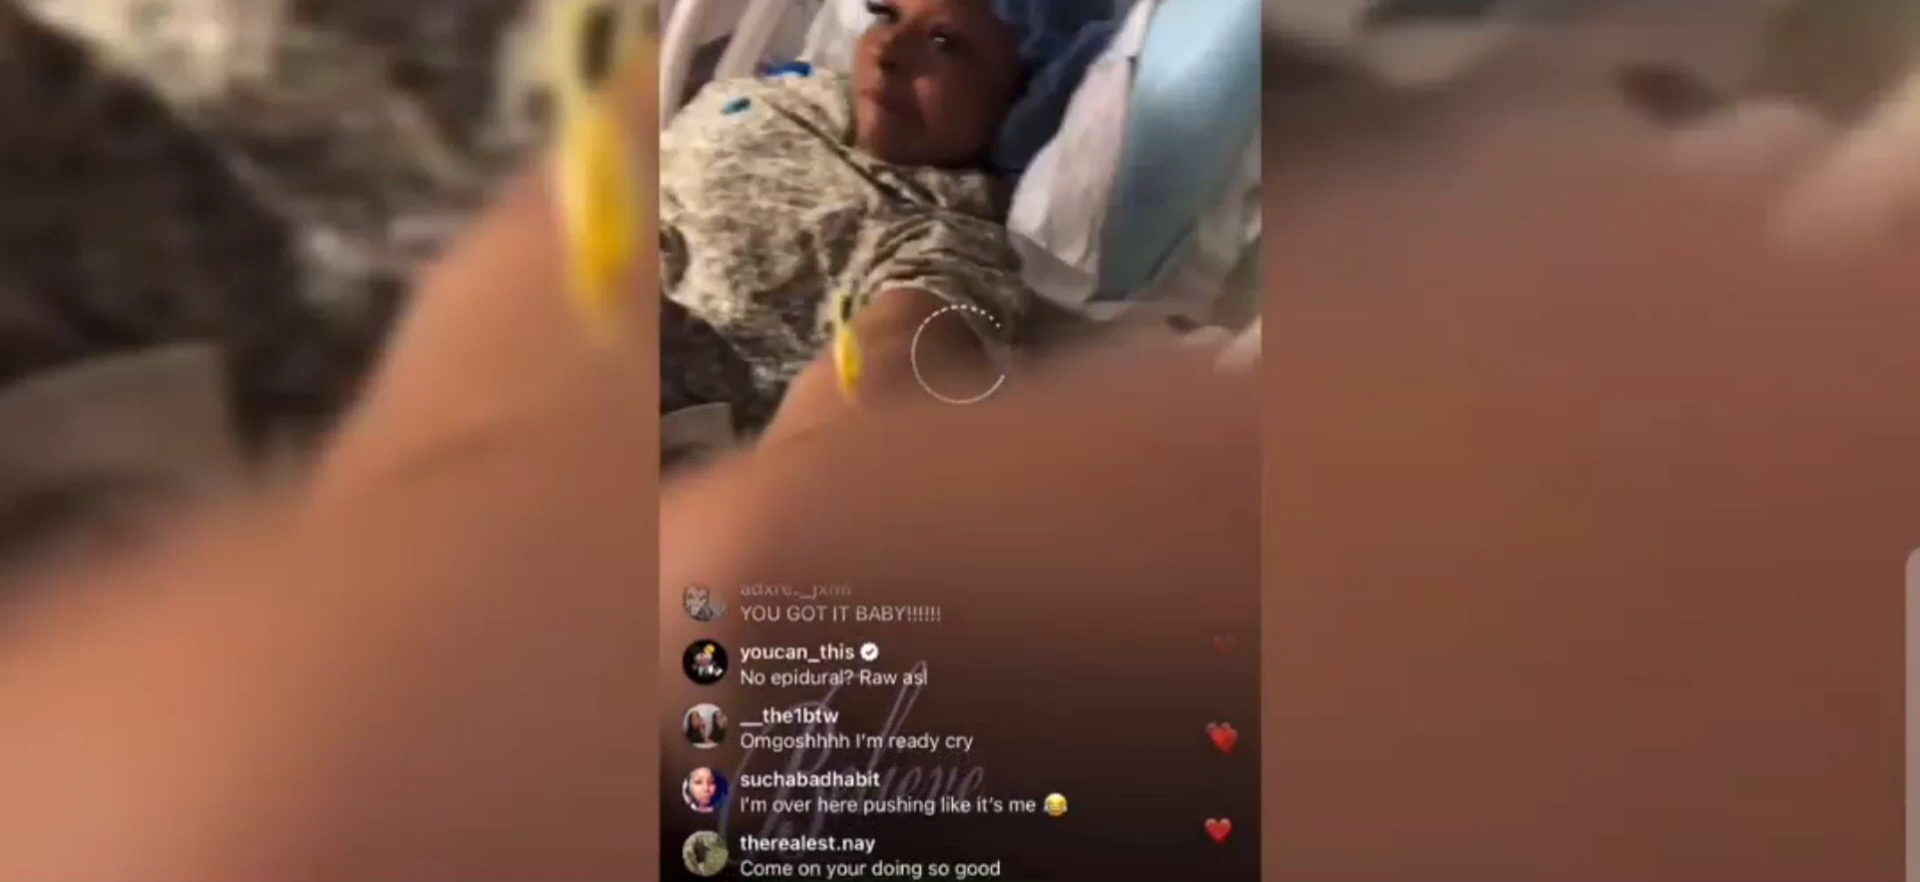 YOU GOT IT BABY!!!!!!
youcan_this
No epidural? Raw asl
__the1btw
Omgoshhhh I'm ready cry
suchabadhabit
I'm over here pushing like it's me 😂
therealest.nay
Come on your doing so good
Believe